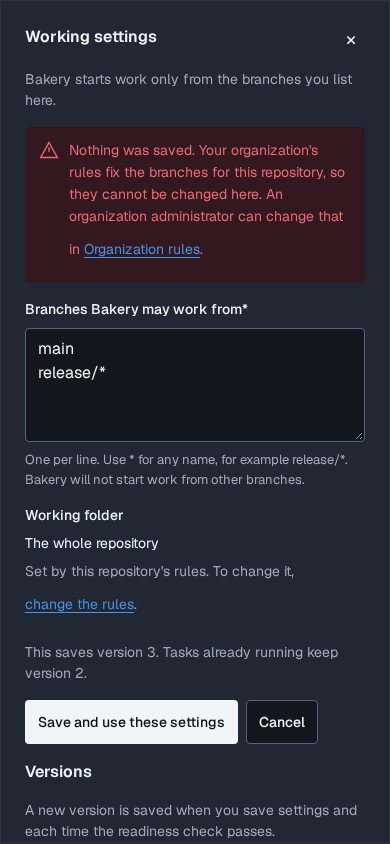 Working settings
Bakery starts work only from the branches you list
here.
Nothing was saved. Your organization's
rules fix the branches for this repository, so
they cannot be changed here. An
organization administrator can change that
in Organization rules.
Branches Bakery may work from*
main
release/*
One per line. Use * for any name, for example release/*.
Bakery will not start work from other branches.
Working folder
The whole repository
Set by this repository's rules. To change it,
change the rules.
This saves version 3. Tasks already running keep
version 2.
Save and use these settings Cancel
Versions
A new version is saved when you save settings and
each time the readiness check passes.